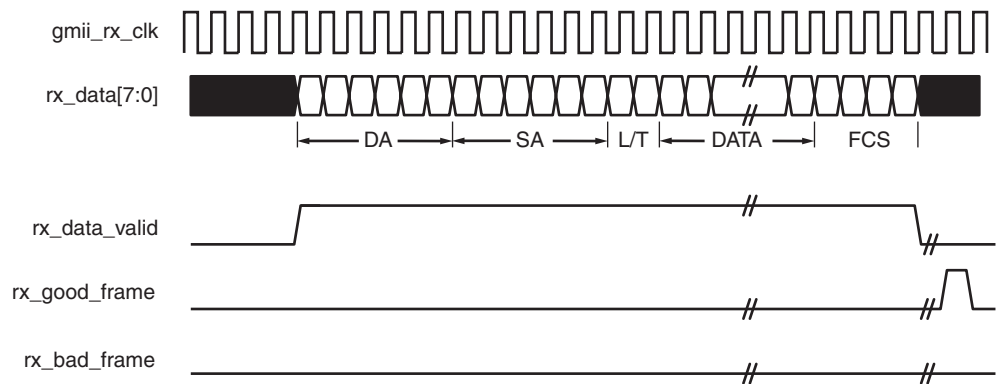 gmii_rx_clk
rx_data[7:0]
DA SA L/T DATA FCS
rx_data_valid
rx_good_frame
rx_bad_frame